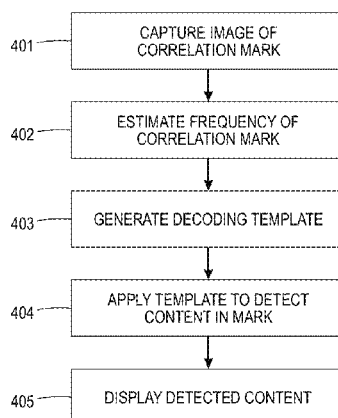 401
CAPTURE IMAGE OF
CORRELATION MARK
402
ESTIMATE FREQUENCY OF
CORRELATION MARK
403
GENERATE DECODING TEMPLATE
404
APPLY TEMPLATE TO DETECT
CONTENT IN MARK
405
DISPLAY DETECTED CONTENT